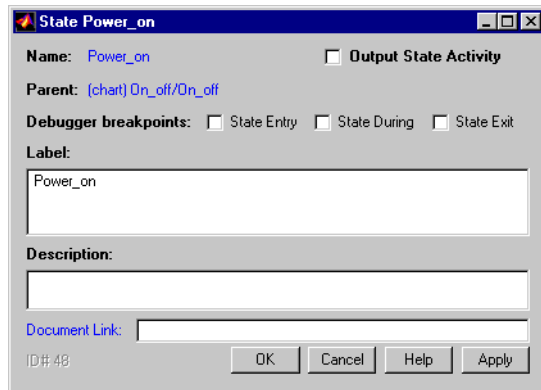 State Power_on
Name: Power_on Output State Activity
Parent: (chart) On_off/On_off
Debugger breakpoints: State Entry State During State Exit
Label:
Power_on
Description:
Document Link:
ID# 48 OK Cancel Help Apply